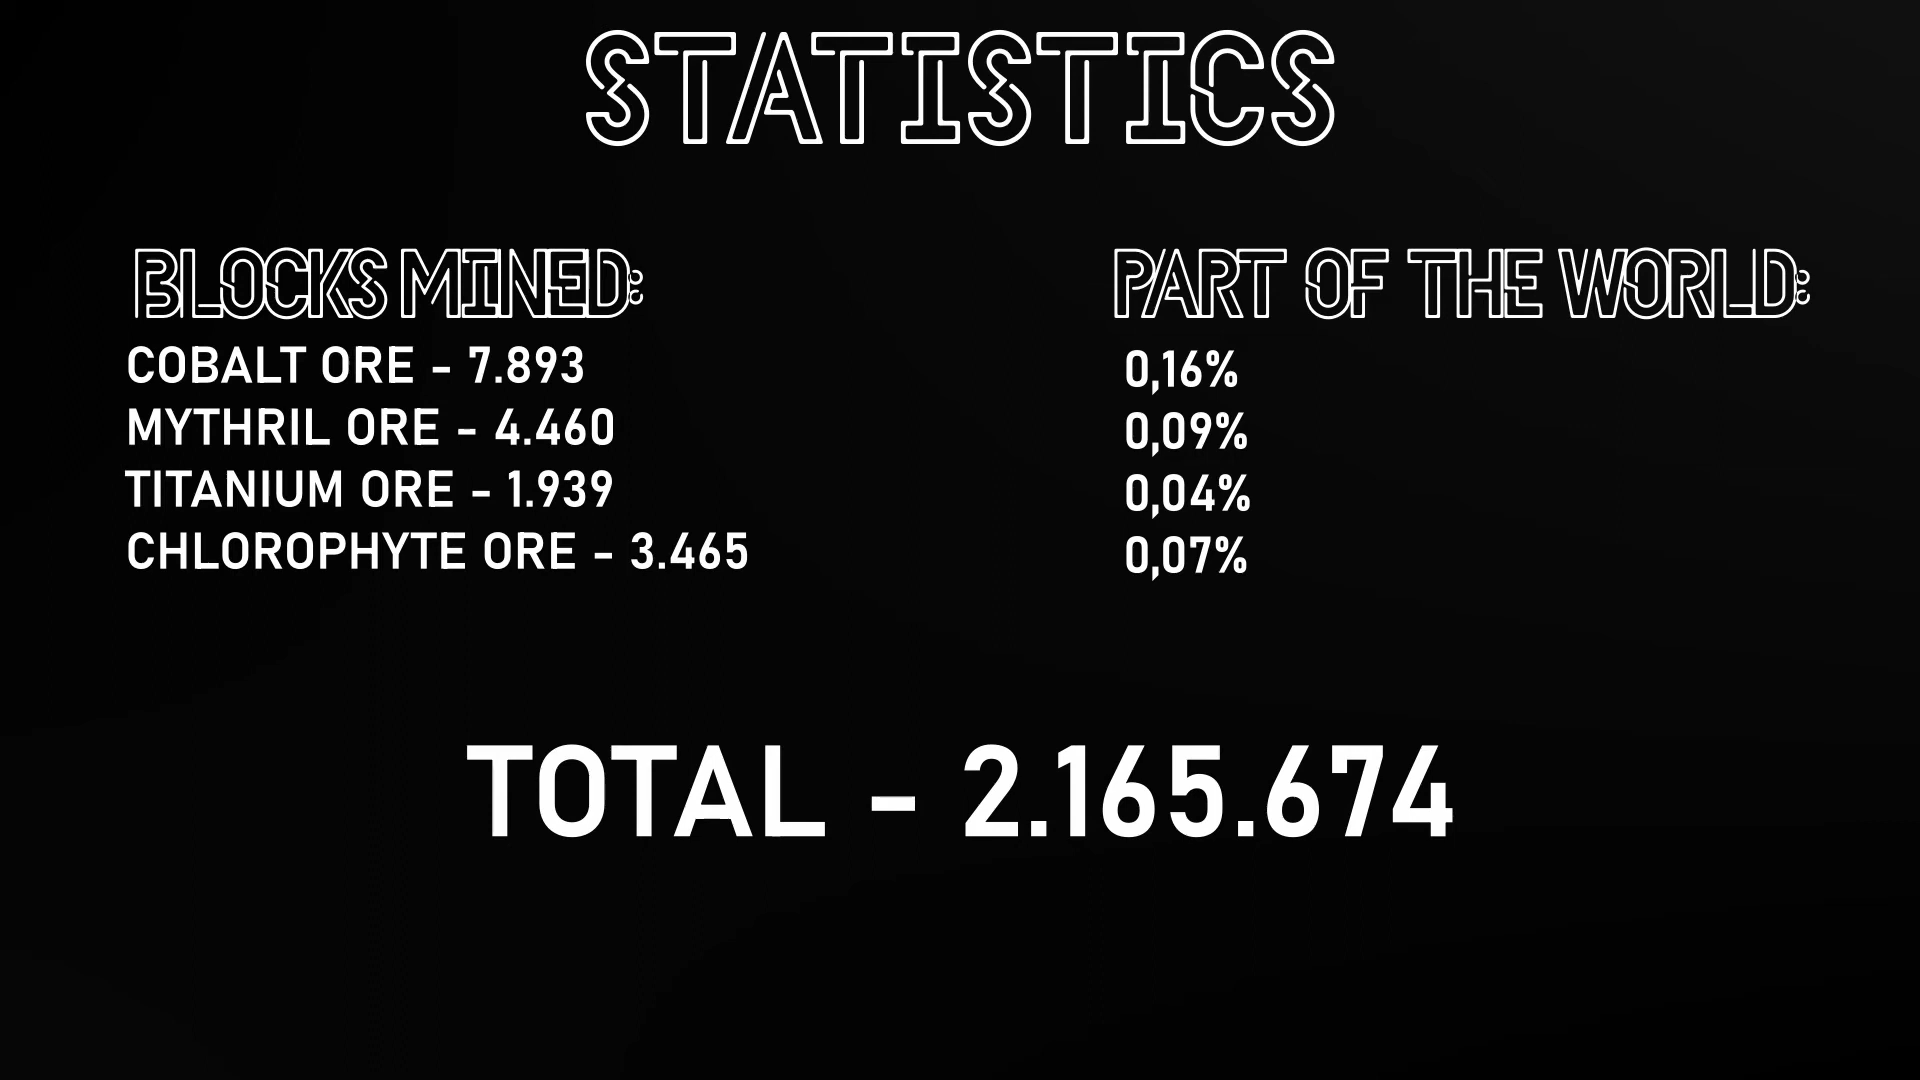 STATISTICS
BLOCKS MINED:
COBALT ORE - 7.893
MYTHRIL ORE - 4.460
TITANIUM ORE - 1.939
CHLOROPHYTE ORE - 3.465
PART OF THE WORLD:
0,16%
0,09%
0,04%
0,07%
TOTAL - 2.165.674